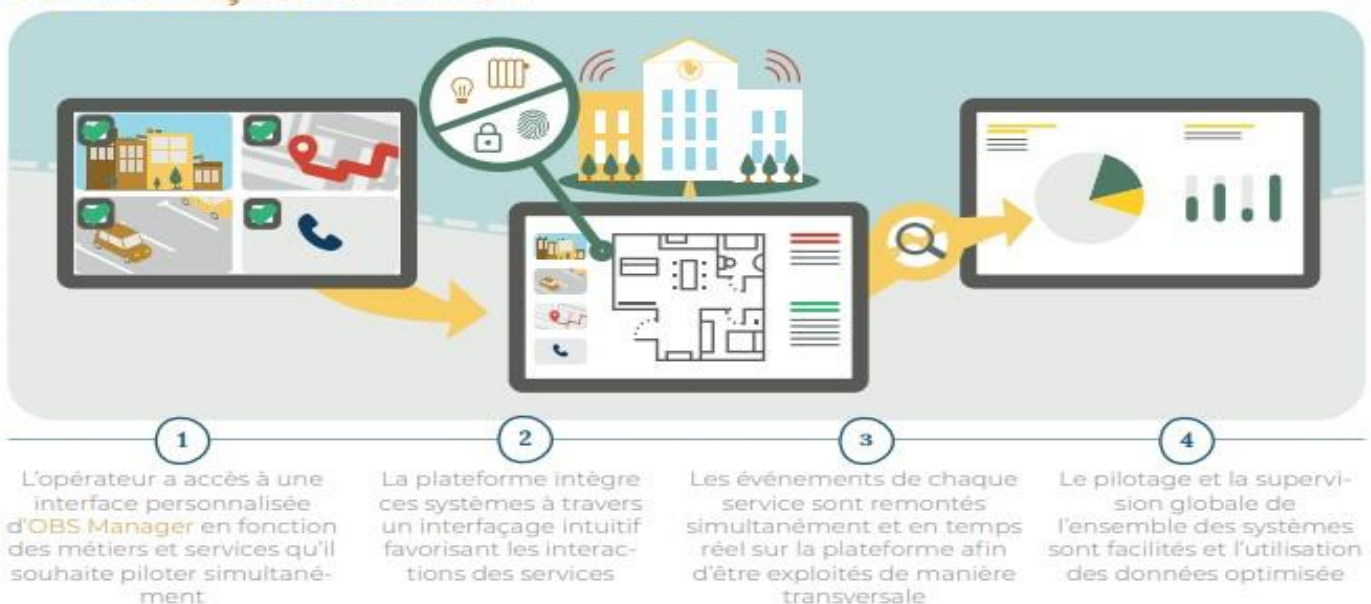 1
L'opérateur a accès à une
interface personnalisée
d'OBS Manager en fonction
des métiers et services qu'il
souhaite piloter simultané-
ment
2
La plateforme intègre
ces systèmes à travers
un interfaçage intuitif
favorisant les interac-
tions des services
3
Les événements de chaque
service sont remontés
simultanément et en temps
réel sur la plateforme afin
d'être exploités de manière
transversale
4
Le pilotage et la supervi-
sion globale de
l'ensemble des systèmes
sont facilités et l'utilisation
des données optimisée